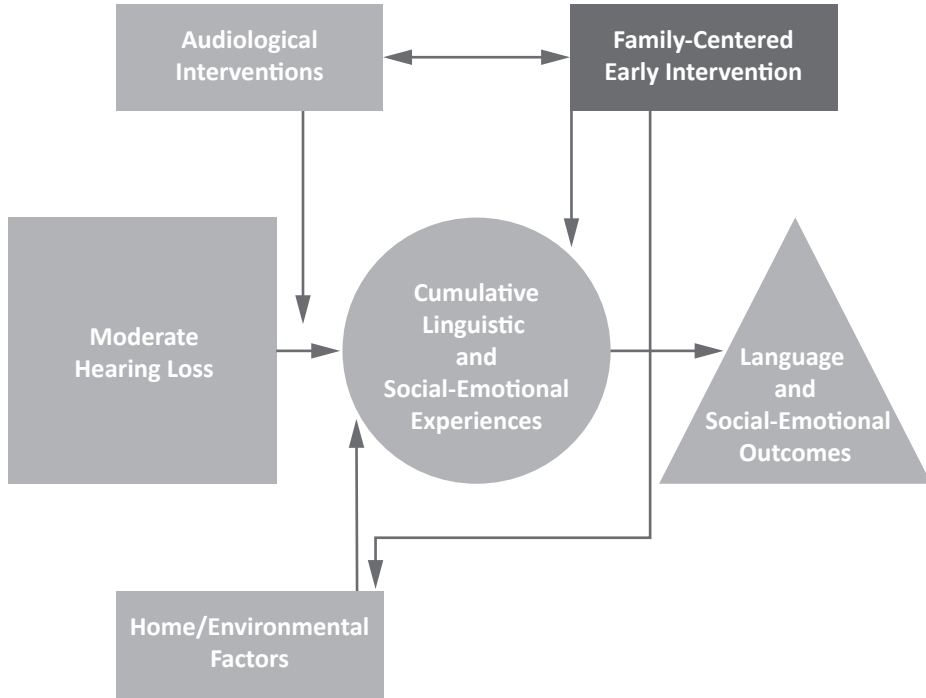 Audiological
Interventions
Family-Centered
Early Intervention
Moderate
Hearing Loss
Cumulative
Linguistic
and
Social-Emotional
Experiences
Language
and
Social-Emotional
Outcomes
Home/Environmental
Factors